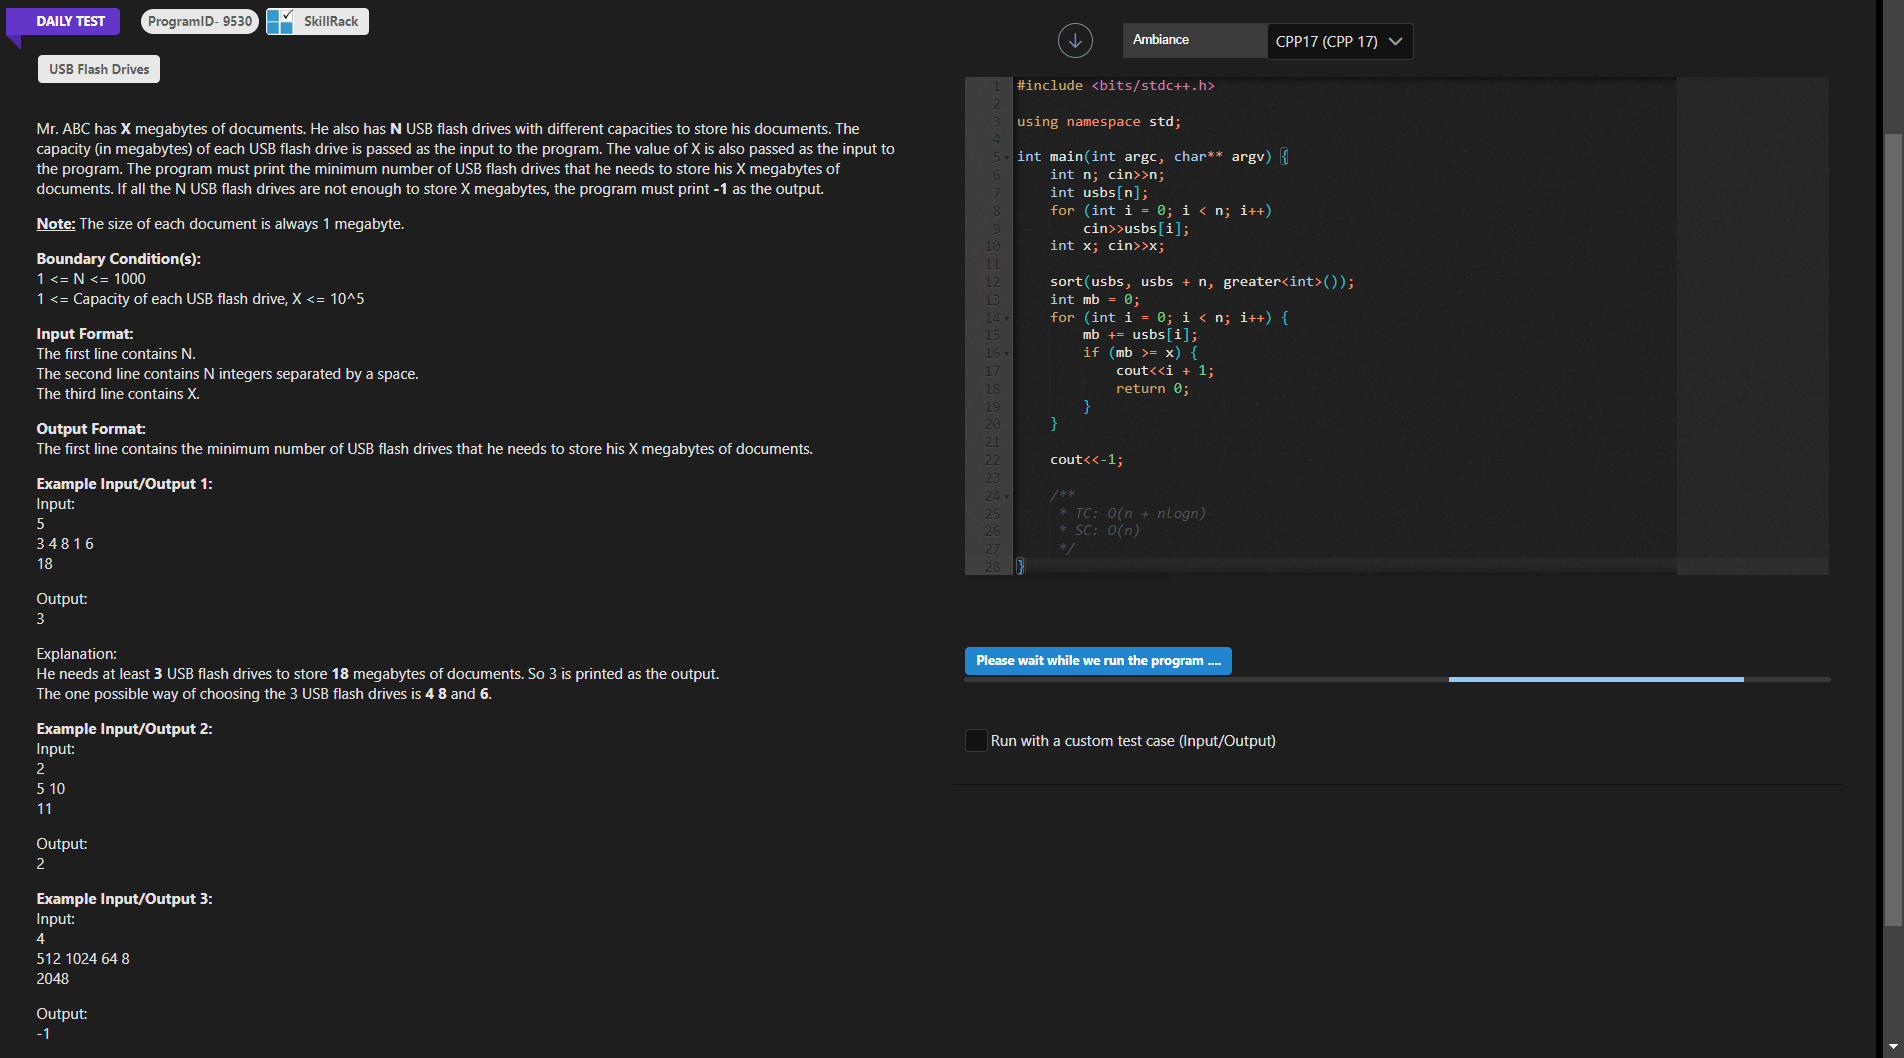 DAILY TEST
ProgramID- 9530
SkillRack
USB Flash Drives
Mr. ABC has X megabytes of documents. He also has N USB flash drives with different capacities to store his documents. The
capacity (in megabytes) of each USB flash drive is passed as the input to the program. The value of X is also passed as the input to
the program. The program must print the minimum number of USB flash drives that he needs to store his X megabytes of
documents. If all the N USB flash drives are not enough to store X megabytes, the program must print -1 as the output.
Note: The size of each document is always 1 megabyte.
Boundary Condition(s):
1 <= N <= 1000
1 <= Capacity of each USB flash drive, X <= 10^5
Input Format:
The first line contains N.
The second line contains N integers separated by a space.
The third line contains X.
Output Format:
The first line contains the minimum number of USB flash drives that he needs to store his X megabytes of documents.
Example Input/Output 1:
Input:
5
3 4 8 1 6
18
Output:
3
Explanation:
He needs at least 3 USB flash drives to store 18 megabytes of documents. So 3 is printed as the output.
The one possible way of choosing the 3 USB flash drives is 4 8 and 6.
Example Input/Output 2:
Input:
2
5 10
11
Output:
2
Example Input/Output 3:
Input:
4
512 1024 64 8
2048
Output:
-1
Ambiance
CPP17 (CPP 17)
1 #include <bits/stdc++.h>
2
3 using namespace std;
4
5 int main(int argc, char** argv) {
6     int n; cin>>n;
7     int usbs[n];
8     for (int i = 0; i < n; i++)
9         cin>>usbs[i];
10     int x; cin>>x;
11
12     sort(usbs, usbs + n, greater<int>());
13     int mb = 0;
14     for (int i = 0; i < n; i++) {
15         mb += usbs[i];
16         if (mb >= x) {
17             cout<<i + 1;
18             return 0;
19         }
20     }
21
22     cout<<-1;
23
24     /**
25      * TC: O(n + nlogn)
26      * SC: O(n)
27      */
28 }
Please wait while we run the program ....
Run with a custom test case (Input/Output)